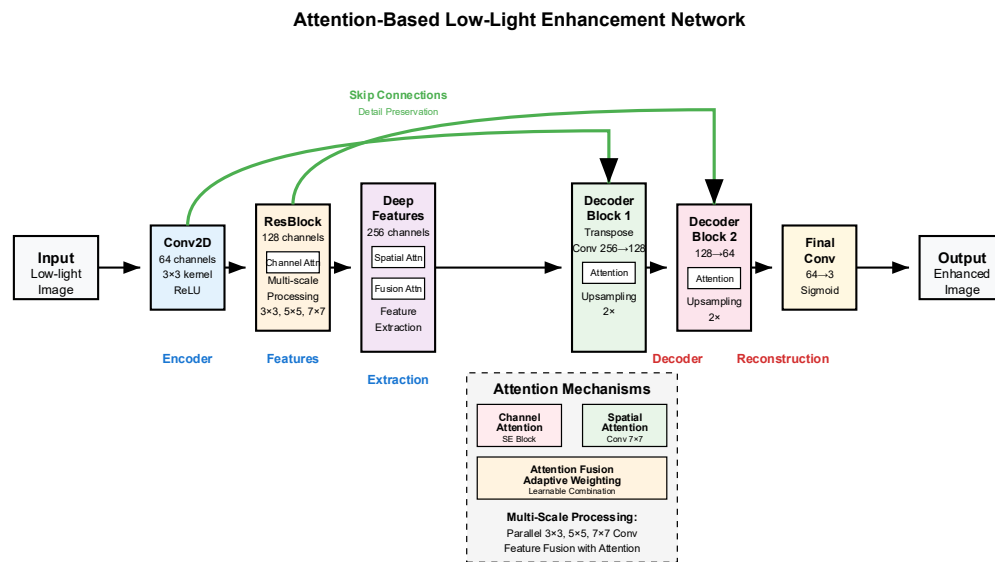 Attention-Based Low-Light Enhancement Network
Skip Connections
Detail Preservation
Input
Low-light
Image
Conv2D
64 channels
3×3 kernel
ReLU
ResBlock
128 channels
Channel Attn
Multi-scale
Processing
3×3, 5×5, 7×7
Deep
Features
256 channels
Spatial Attn
Fusion Attn
Feature
Extraction
Decoder
Block 1
Transpose
Conv 256→128
Attention
Upsampling
2×
Decoder
Block 2
128→64
Attention
Upsampling
2×
Final
Conv
64→3
Sigmoid
Output
Enhanced
Image
Encoder
Features
Extraction
Decoder
Reconstruction
Attention Mechanisms
Channel
Attention
SE Block
Spatial
Attention
Conv 7×7
Attention Fusion
Adaptive Weighting
Learnable Combination
Multi-Scale Processing:
Parallel 3×3, 5×5, 7×7 Conv
Feature Fusion with Attention